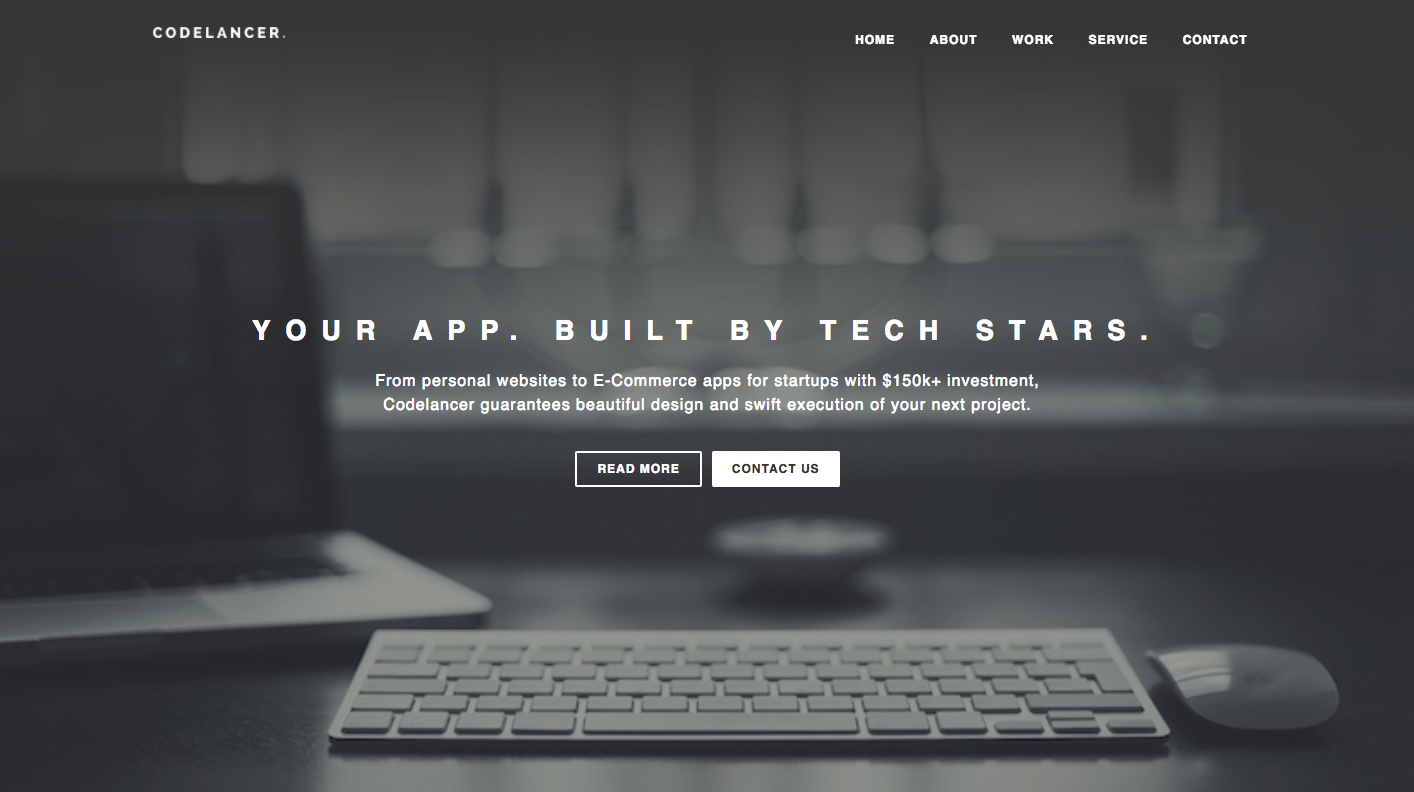 CODELANCER.
HOME ABOUT WORK SERVICE CONTACT
YOUR APP. BUILT BY TECH STARS.
From personal websites to E-Commerce apps for startups with $150k+ investment,
Codelancer guarantees beautiful design and swift execution of your next project.
READ MORE CONTACT US